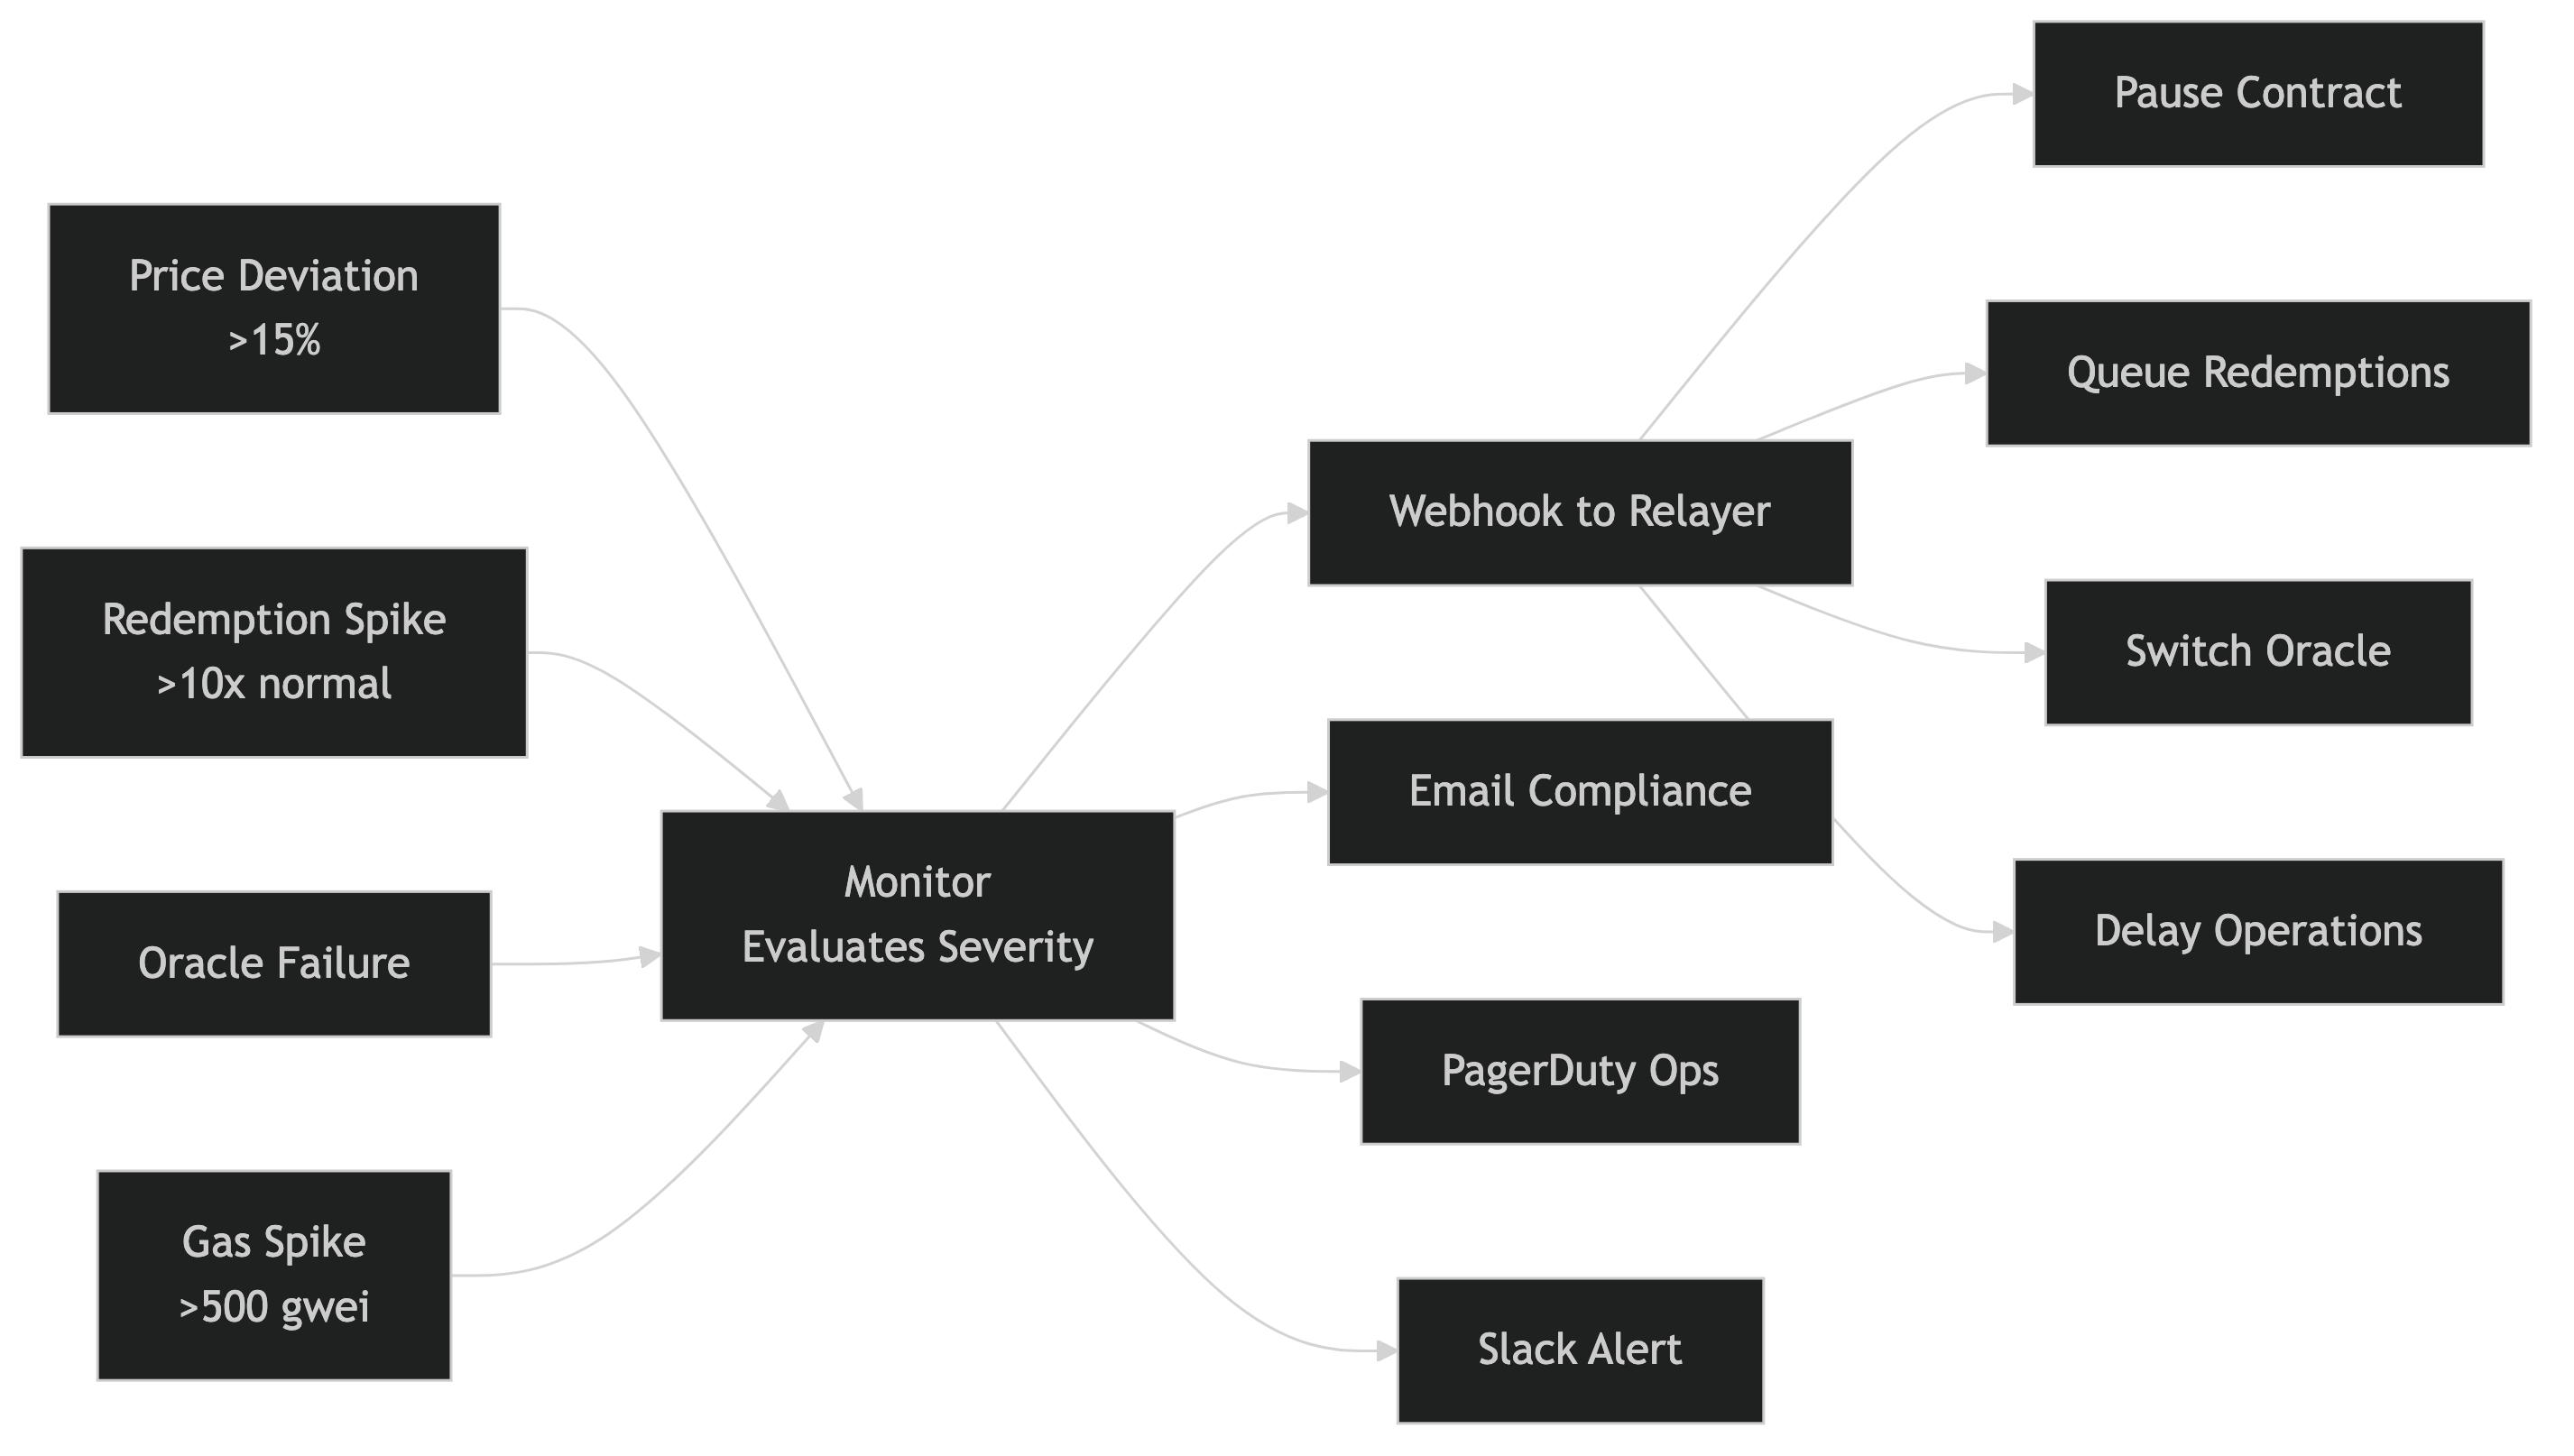 Price Deviation
>15%
Redemption Spike
>10x normal
Oracle Failure
Gas Spike
>500 gwei
Monitor
Evaluates Severity
Webhook to Relayer
Email Compliance
PagerDuty Ops
Slack Alert
Pause Contract
Queue Redemptions
Switch Oracle
Delay Operations